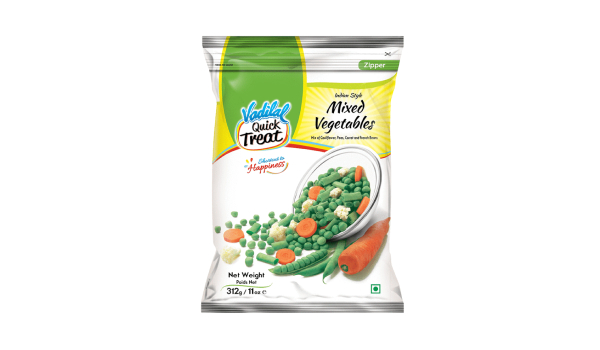 Zipper
Vadilal
Quick
Treat
Shortcut to
Happiness
Indian Style
Mixed
Vegetables
Mix of Cauliflower, Peas, Carrot and French Beans
Net Weight
Poids Net
312g / 11oz e